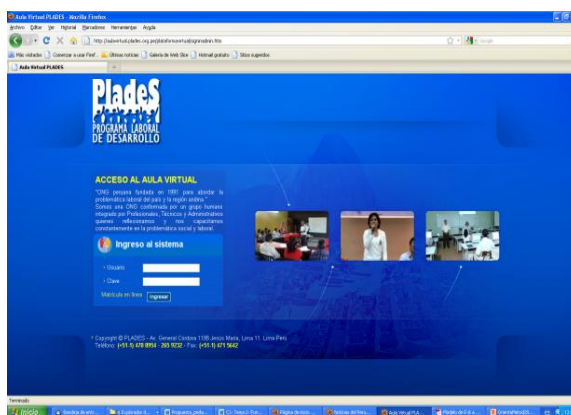 Aula Virtual PLADES - Mozilla Firefox
Archivo Editar Ver Historial Marcadores Herramientas Ayuda
Más visitados Comenzar a usar Firef... Últimas noticias Galería de Web Slice Hotmail gratuito Sitios sugeridos
Aula Virtual PLADES
PladeS
PROGRAMA LABORAL
DE DESARROLLO
ACCESO AL AULA VIRTUAL
"ONG peruana fundada en 1991 para abordar la
problemática laboral del país y la región andina."
Somos una ONG conformada por un grupo humano
integrado por Profesionales, Técnicos y Administrativos
quienes reflexionamos y nos capacitamos
constantemente en la problemática social y laboral.
Ingreso al sistema
Usuario
Clave
Matrícula en línea Ingresar
Copyright © PLADES - Av. General Córdova 1198 Jesús María, Lima 11. Lima Perú
Teléfono: (+51-1) 470 8954 - 265 9232 - Fax: (+51-1) 471 5642
Terminado
Inicio